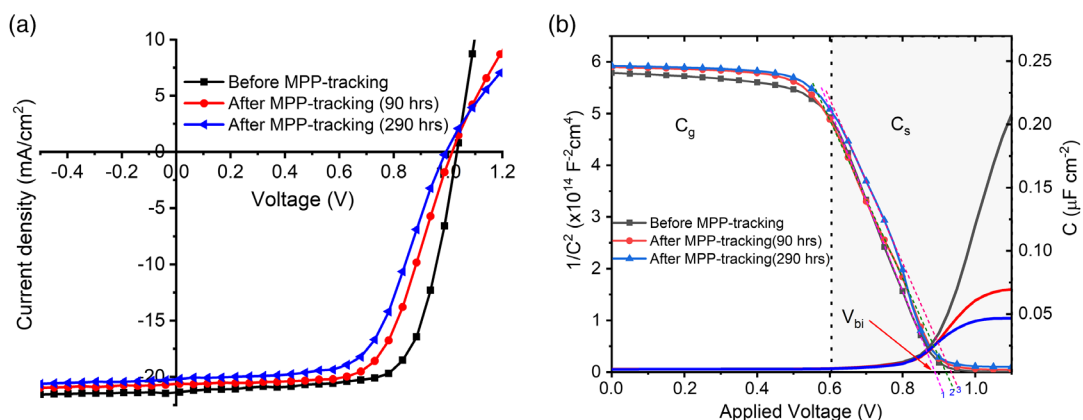 (a)
10
5
0
-5
-10
-15
-20
Current density (mA/cm²)
-0.4 -0.2 0.0 0.2 0.4 0.6 0.8 1.0 1.2
Voltage (V)
Before MPP-tracking
After MPP-tracking (90 hrs)
After MPP-tracking (290 hrs)
(b)
6
5
4
3
2
1
0
1/C² (x10¹⁴ F⁻²cm⁴)
C_g
C_s
Before MPP-tracking
After MPP-tracking(90 hrs)
After MPP-tracking(290 hrs)
V_bi
1 2 3
0.25
0.20
0.15
0.10
0.05
0.00
C (μF cm⁻²)
0.0 0.2 0.4 0.6 0.8 1.0
Applied Voltage (V)